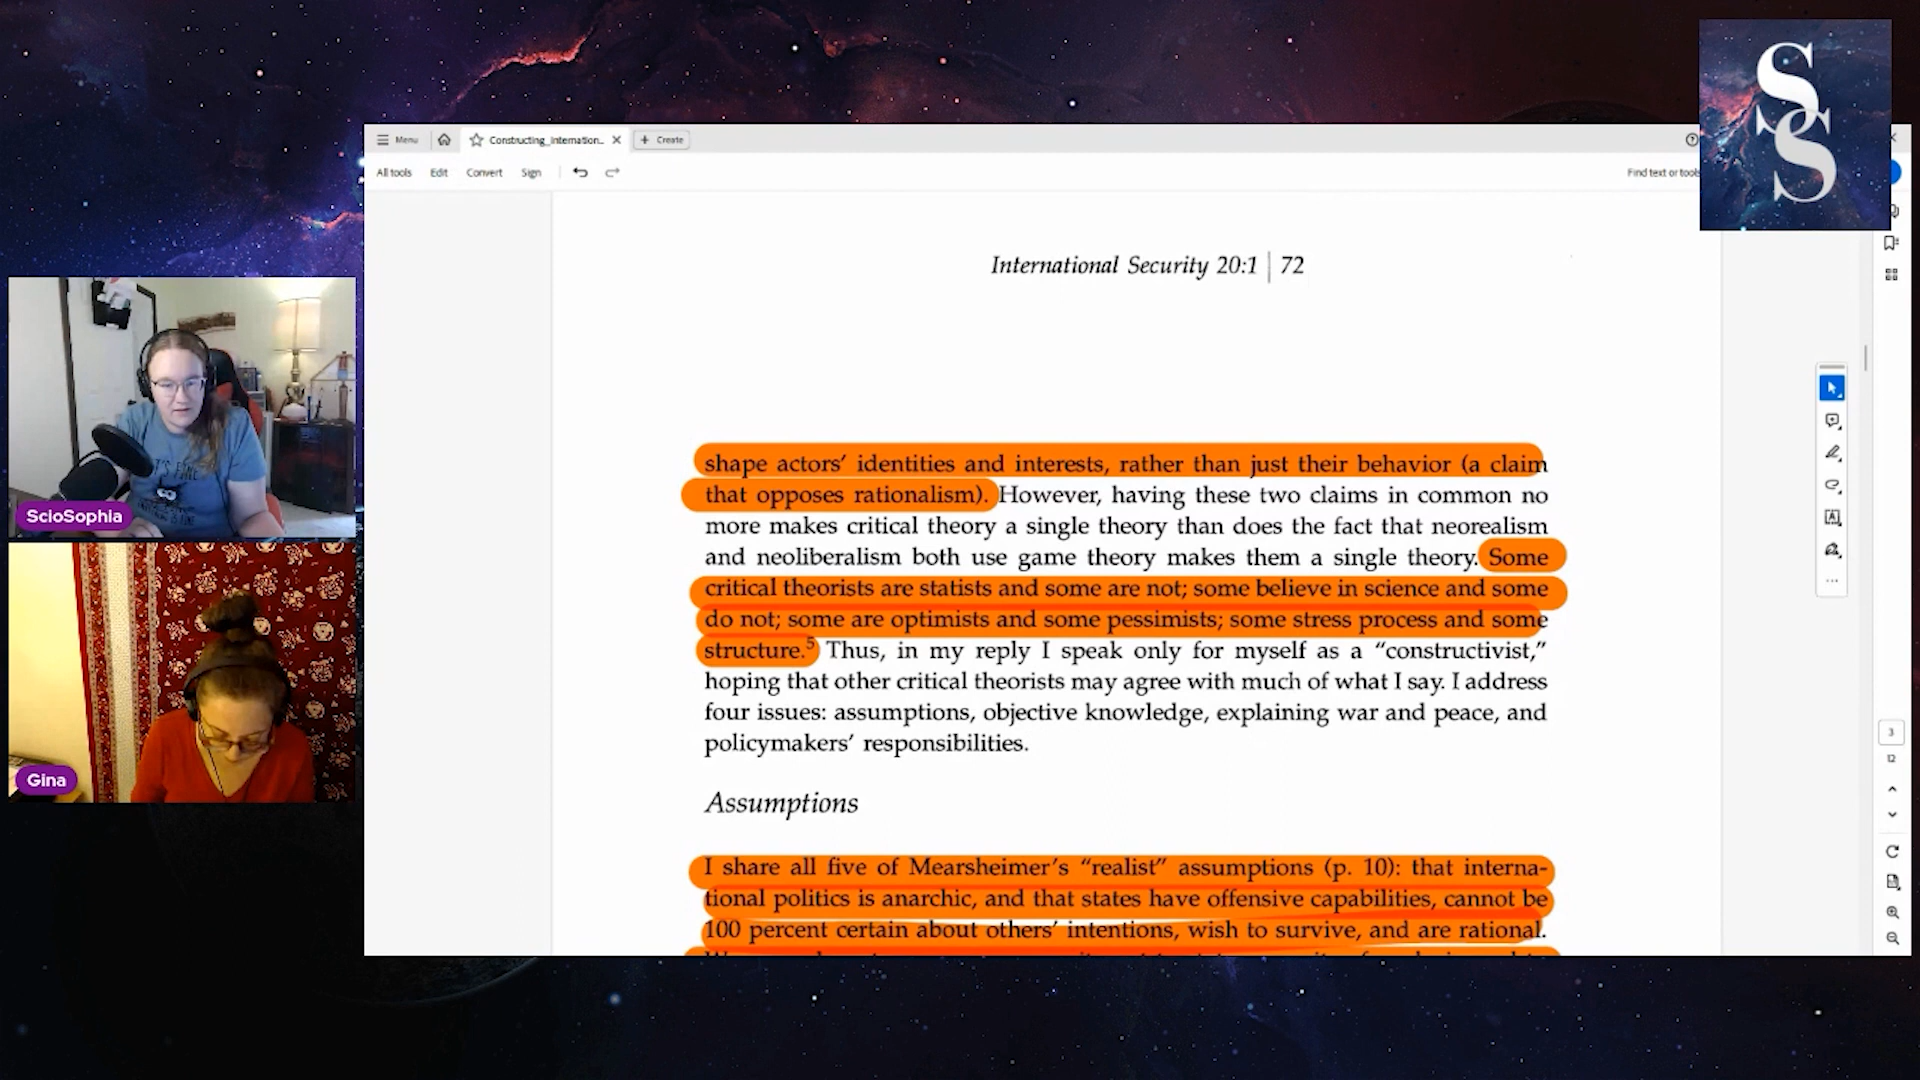 S
S
Menu
Constructing_Internation...
Create
All tools
Edit
Convert
Sign
Find text or tools
International Security 20:1 | 72
shape actors' identities and interests, rather than just their behavior (a claim
that opposes rationalism). However, having these two claims in common no
more makes critical theory a single theory than does the fact that neorealism
and neoliberalism both use game theory makes them a single theory. Some
critical theorists are statists and some are not; some believe in science and some
do not; some are optimists and some pessimists; some stress process and some
structure.5 Thus, in my reply I speak only for myself as a “constructivist,”
hoping that other critical theorists may agree with much of what I say. I address
four issues: assumptions, objective knowledge, explaining war and peace, and
policymakers' responsibilities.
Assumptions
I share all five of Mearsheimer's “realist” assumptions (p. 10): that interna-
tional politics is anarchic, and that states have offensive capabilities, cannot be
100 percent certain about others' intentions, wish to survive, and are rational.
3
12
ScioSophia
Gina